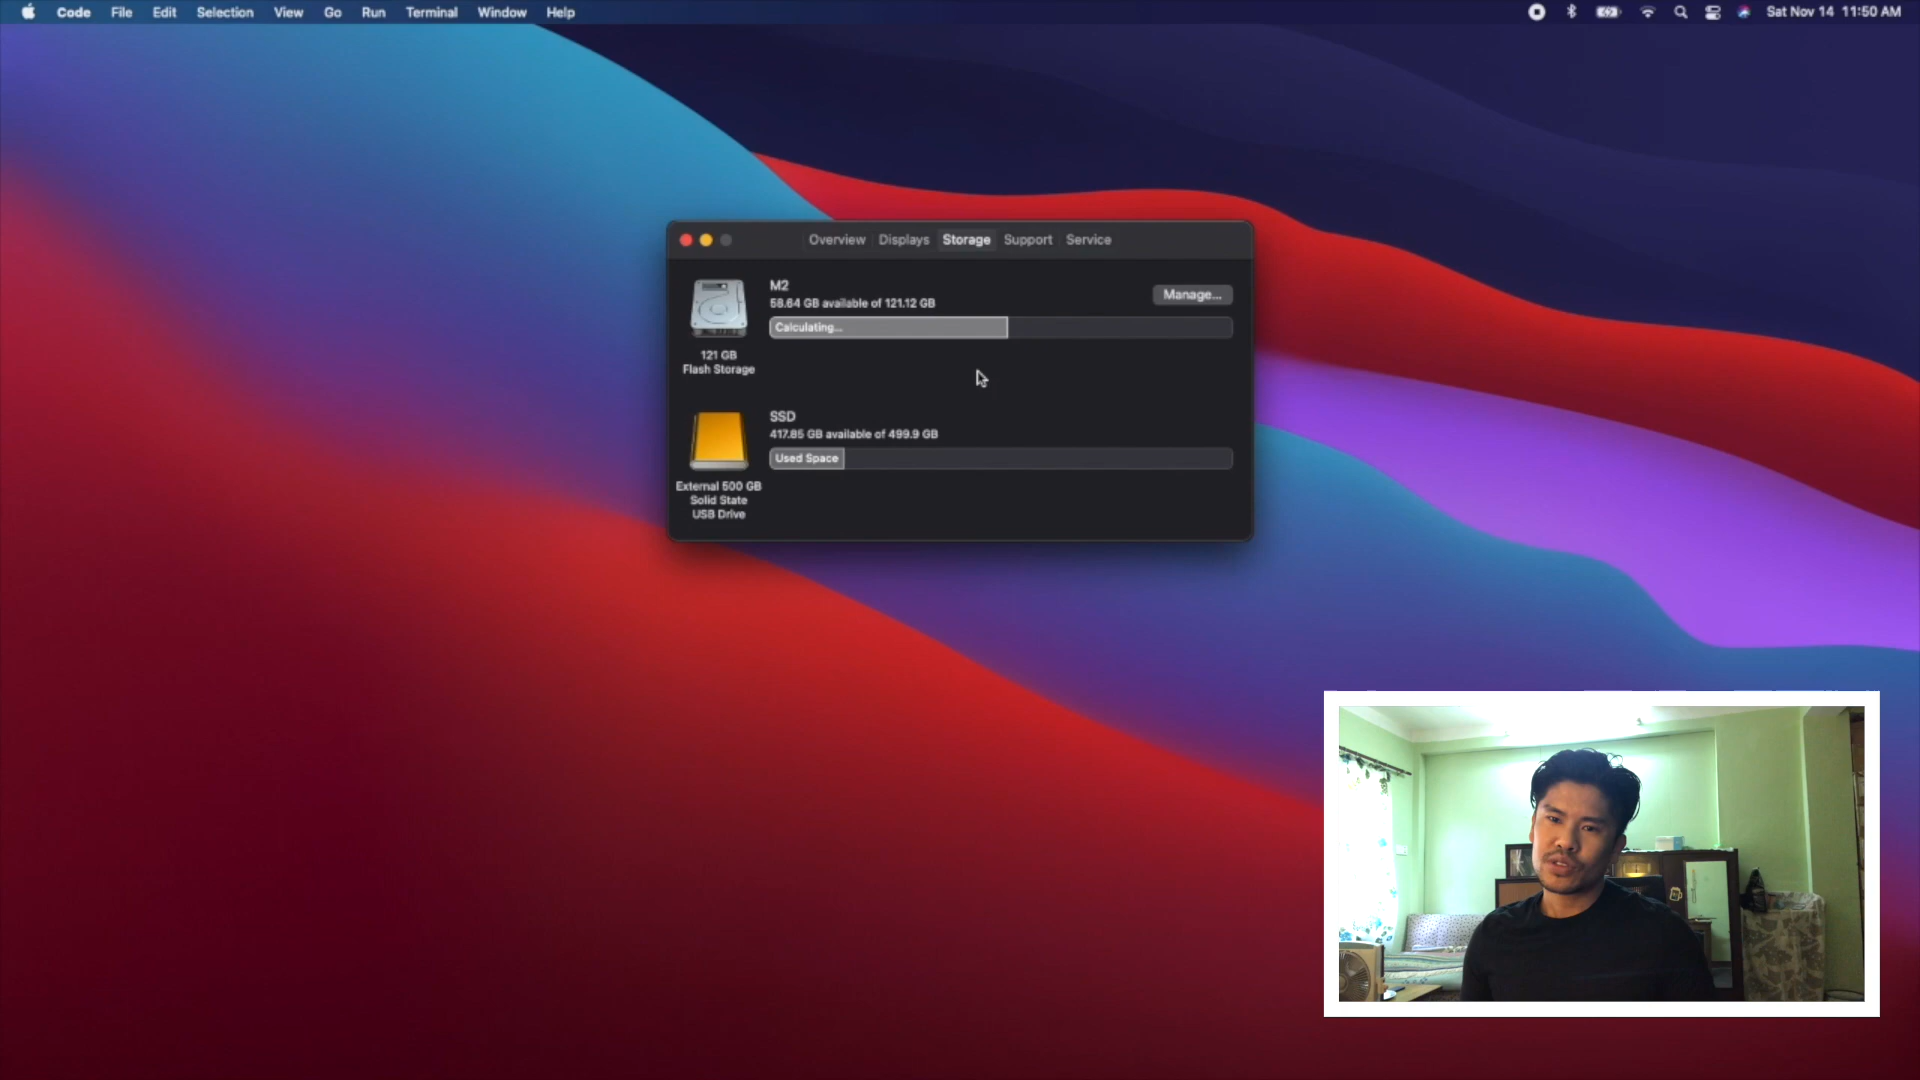 Code File Edit Selection View Go Run Terminal Window Help Sat Nov 14 11:50 AM
Overview Displays Storage Support Service
M2
58.64 GB available of 121.12 GB
Manage...
Calculating...
121 GB
Flash Storage
SSD
417.85 GB available of 499.9 GB
Used Space
External 500 GB
Solid State
USB Drive